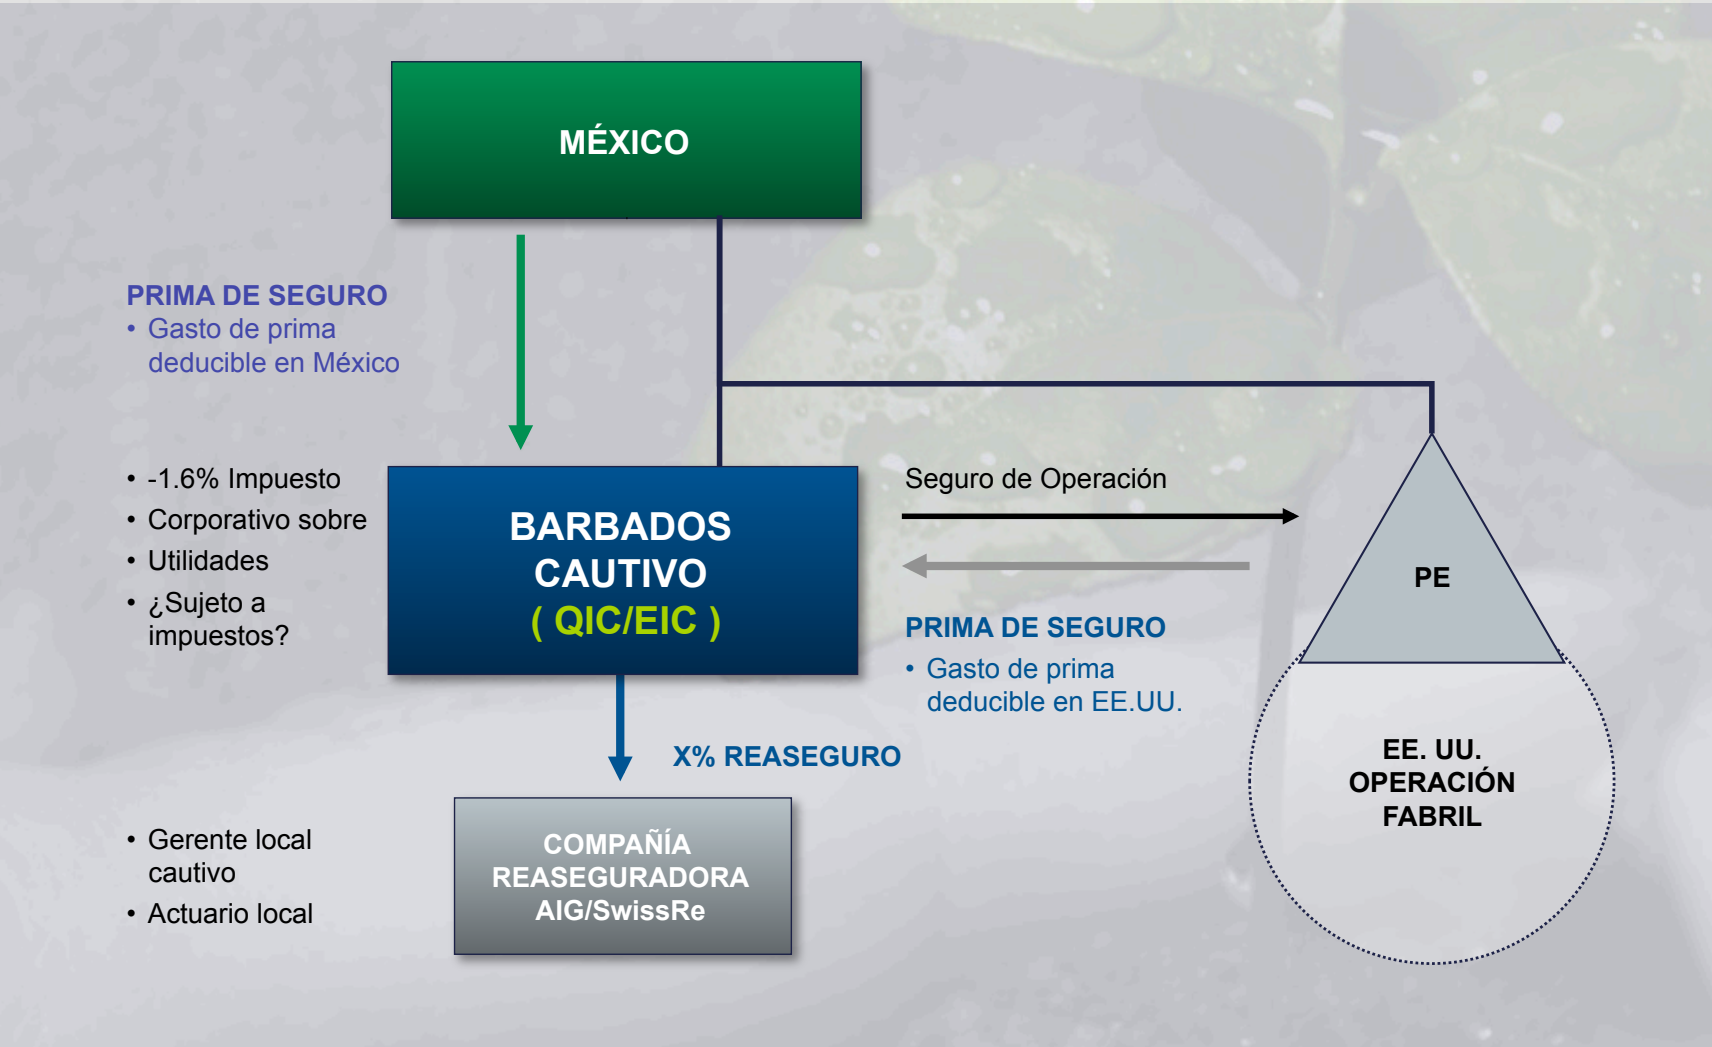 MÉXICO
PRIMA DE SEGURO
• Gasto de prima
deducible en México
• -1.6% Impuesto
• Corporativo sobre
• Utilidades
• ¿Sujeto a
impuestos?
BARBADOS
CAUTIVO
( QIC/EIC )
Seguro de Operación
PRIMA DE SEGURO
• Gasto de prima
deducible en EE.UU.
PE
EE. UU.
OPERACIÓN
FABRIL
X% REASEGURO
• Gerente local
cautivo
• Actuario local
COMPAÑÍA
REASEGURADORA
AIG/SwissRe